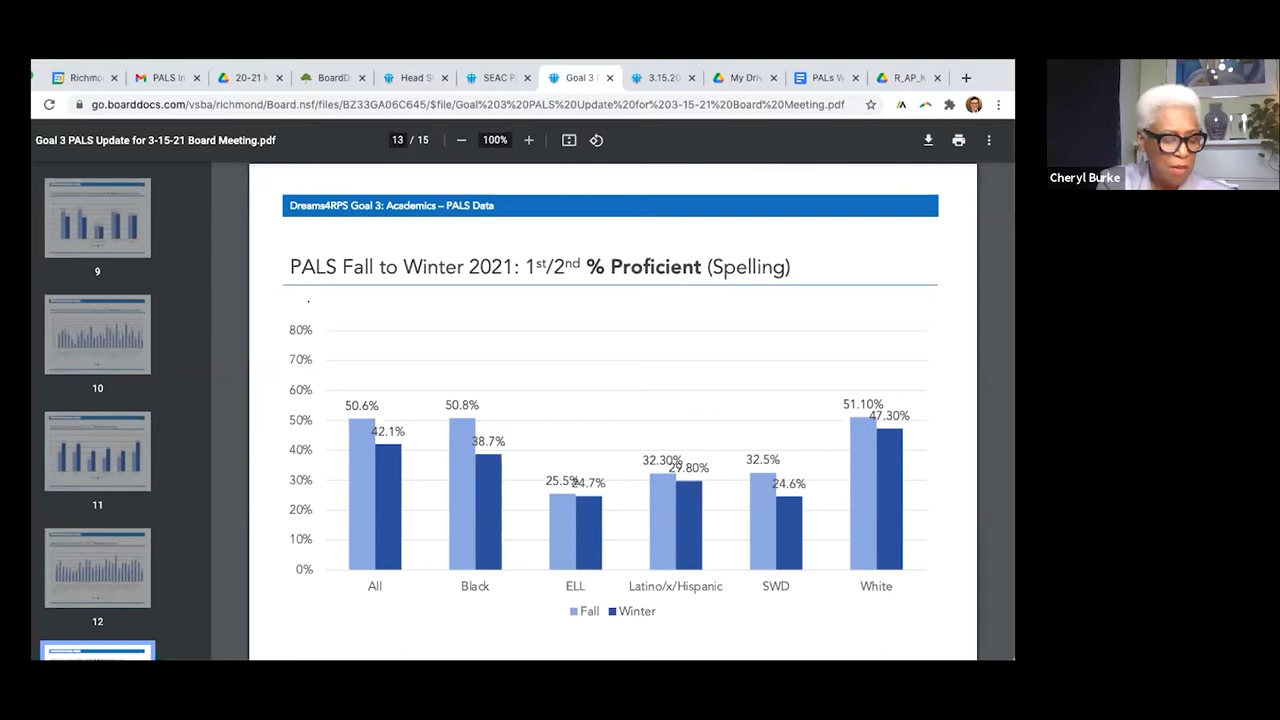 Richmo
PALS In
20-21 K
BoardD
Head S
SEAC P
Goal 3
3.15.20
My Driv
PALs W
R_AP_K
go.boarddocs.com/vsba/richmond/Board.nsf/files/BZ33GA06C645/$file/Goal%203%20PALS%20Update%20for%203-15-21%20Board%20Meeting.pdf
Goal 3 PALS Update for 3-15-21 Board Meeting.pdf
13 / 15
100%
Cheryl Burke
9
10
11
12
Dreams4RPS Goal 3: Academics – PALS Data
PALS Fall to Winter 2021: 1st/2nd % Proficient (Spelling)
80%
70%
60%
50%
40%
30%
20%
10%
0%
50.6%
42.1%
50.8%
38.7%
25.5%
24.7%
32.30%
29.80%
32.5%
24.6%
51.10%
47.30%
All
Black
ELL
Latino/x/Hispanic
SWD
White
Fall
Winter